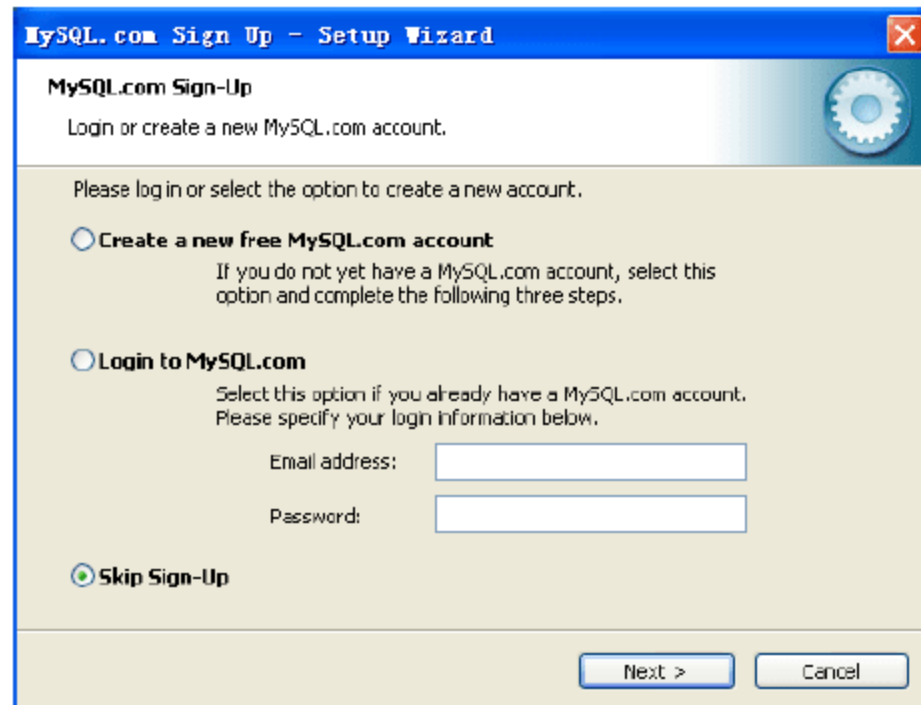 MySQL.com Sign Up - Setup Wizard
MySQL.com Sign-Up
Login or create a new MySQL.com account.
Please log in or select the option to create a new account.
Create a new free MySQL.com account
If you do not yet have a MySQL.com account, select this
option and complete the following three steps.
Login to MySQL.com
Select this option if you already have a MySQL.com account.
Please specify your login information below.
Email address:
Password:
Skip Sign-Up
Next >
Cancel